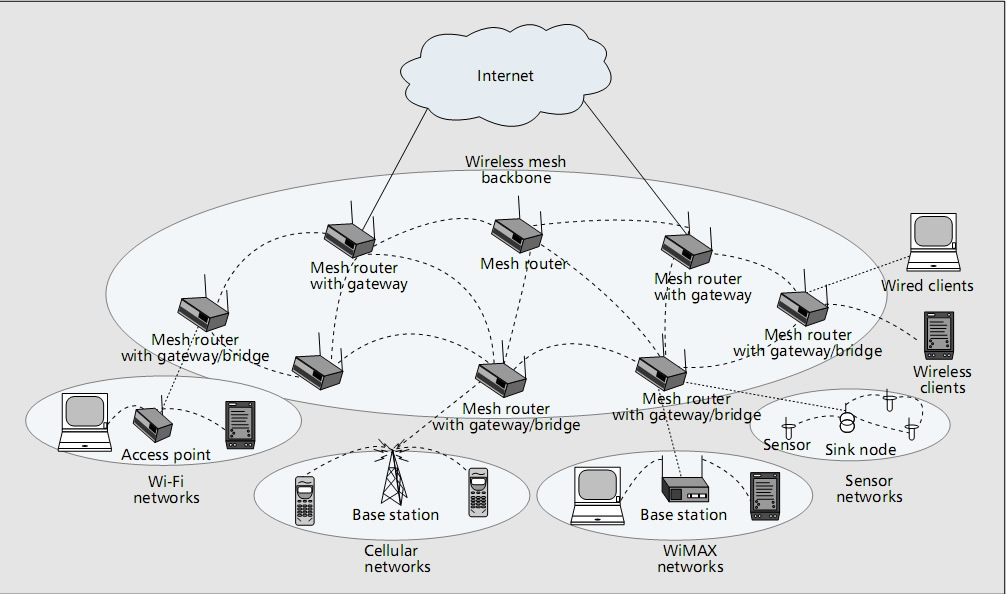 Internet
Wireless mesh
backbone
Mesh router
with gateway
Mesh router
Mesh router
with gateway
Wired clients
Mesh router
with gateway/bridge
Mesh router
with gateway/bridge
Wireless
clients
Mesh router
with gateway/bridge
Mesh router
with gateway/bridge
Access point
Wi-Fi
networks
Sensor
Sink node
Sensor
networks
Base station
Cellular
networks
Base station
WiMAX
networks